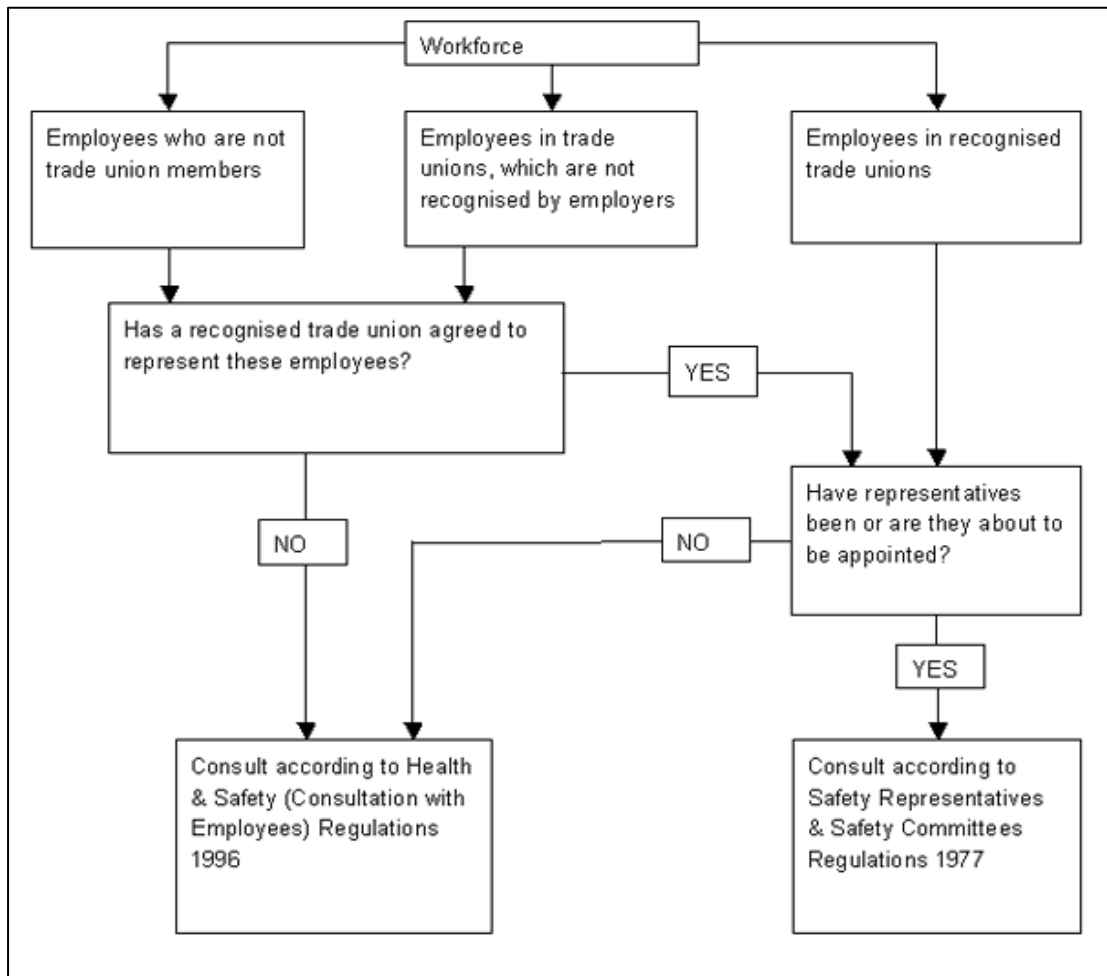 Workforce
Employees who are not
trade union members
Employees in trade
unions, which are not
recognised by employers
Employees in recognised
trade unions
Has a recognised trade union agreed to
represent these employees?
YES
Have representatives
been or are they about to
be appointed?
NO
NO
YES
Consult according to Health
& Safety (Consultation with
Employees) Regulations
1996
Consult according to
Safety Representatives
& Safety Committees
Regulations 1977